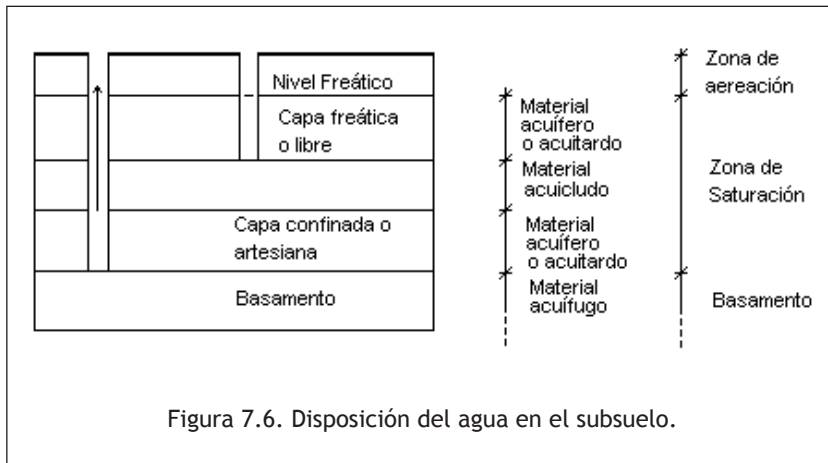 Nivel Freático
Capa freática
o libre
Capa confinada o
artesiana
Basamento
Material
acuífero
o acuitardo
Material
acuicludo
Material
acuífero
o acuitardo
Material
acuífugo
Zona de
aereación
Zona de
Saturación
Basamento
Figura 7.6. Disposición del agua en el subsuelo.